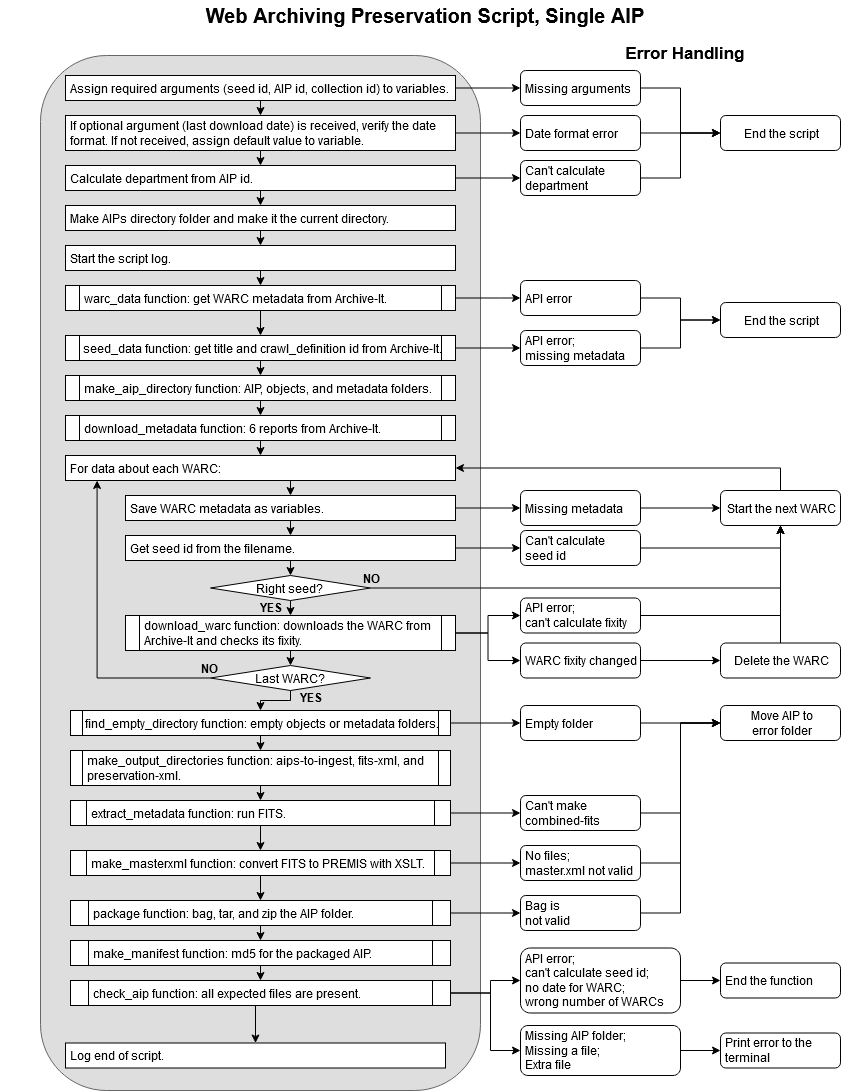 Web Archiving Preservation Script, Single AIP
Error Handling
Assign required arguments (seed id, AIP id, collection id) to variables.
Missing arguments
If optional argument (last download date) is received, verify the date
format. If not received, assign default value to variable.
Date format error
End the script
Calculate department from AIP id.
Can't calculate
department
Make AIPs directory folder and make it the current directory.
Start the script log.
warc_data function: get WARC metadata from Archive-It.
API error
End the script
seed_data function: get title and crawl_definition id from Archive-It.
API error;
missing metadata
make_aip_directory function: AIP, objects, and metadata folders.
download_metadata function: 6 reports from Archive-It.
For data about each WARC:
Save WARC metadata as variables.
Missing metadata
Start the next WARC
Get seed id from the filename.
Can't calculate
seed id
Right seed?
NO
YES
download_warc function: downloads the WARC from
Archive-It and checks its fixity.
API error;
can't calculate fixity
WARC fixity changed
Delete the WARC
NO
Last WARC?
YES
find_empty_directory function: empty objects or metadata folders.
Empty folder
Move AIP to
error folder
make_output_directories function: aips-to-ingest, fits-xml, and
preservation-xml.
extract_metadata function: run FITS.
Can't make
combined-fits
make_masterxml function: convert FITS to PREMIS with XSLT.
No files;
master.xml not valid
package function: bag, tar, and zip the AIP folder.
Bag is
not valid
make_manifest function: md5 for the packaged AIP.
check_aip function: all expected files are present.
API error;
can't calculate seed id;
no date for WARC;
wrong number of WARCs
End the function
Log end of script.
Missing AIP folder;
Missing a file;
Extra file
Print error to the
terminal